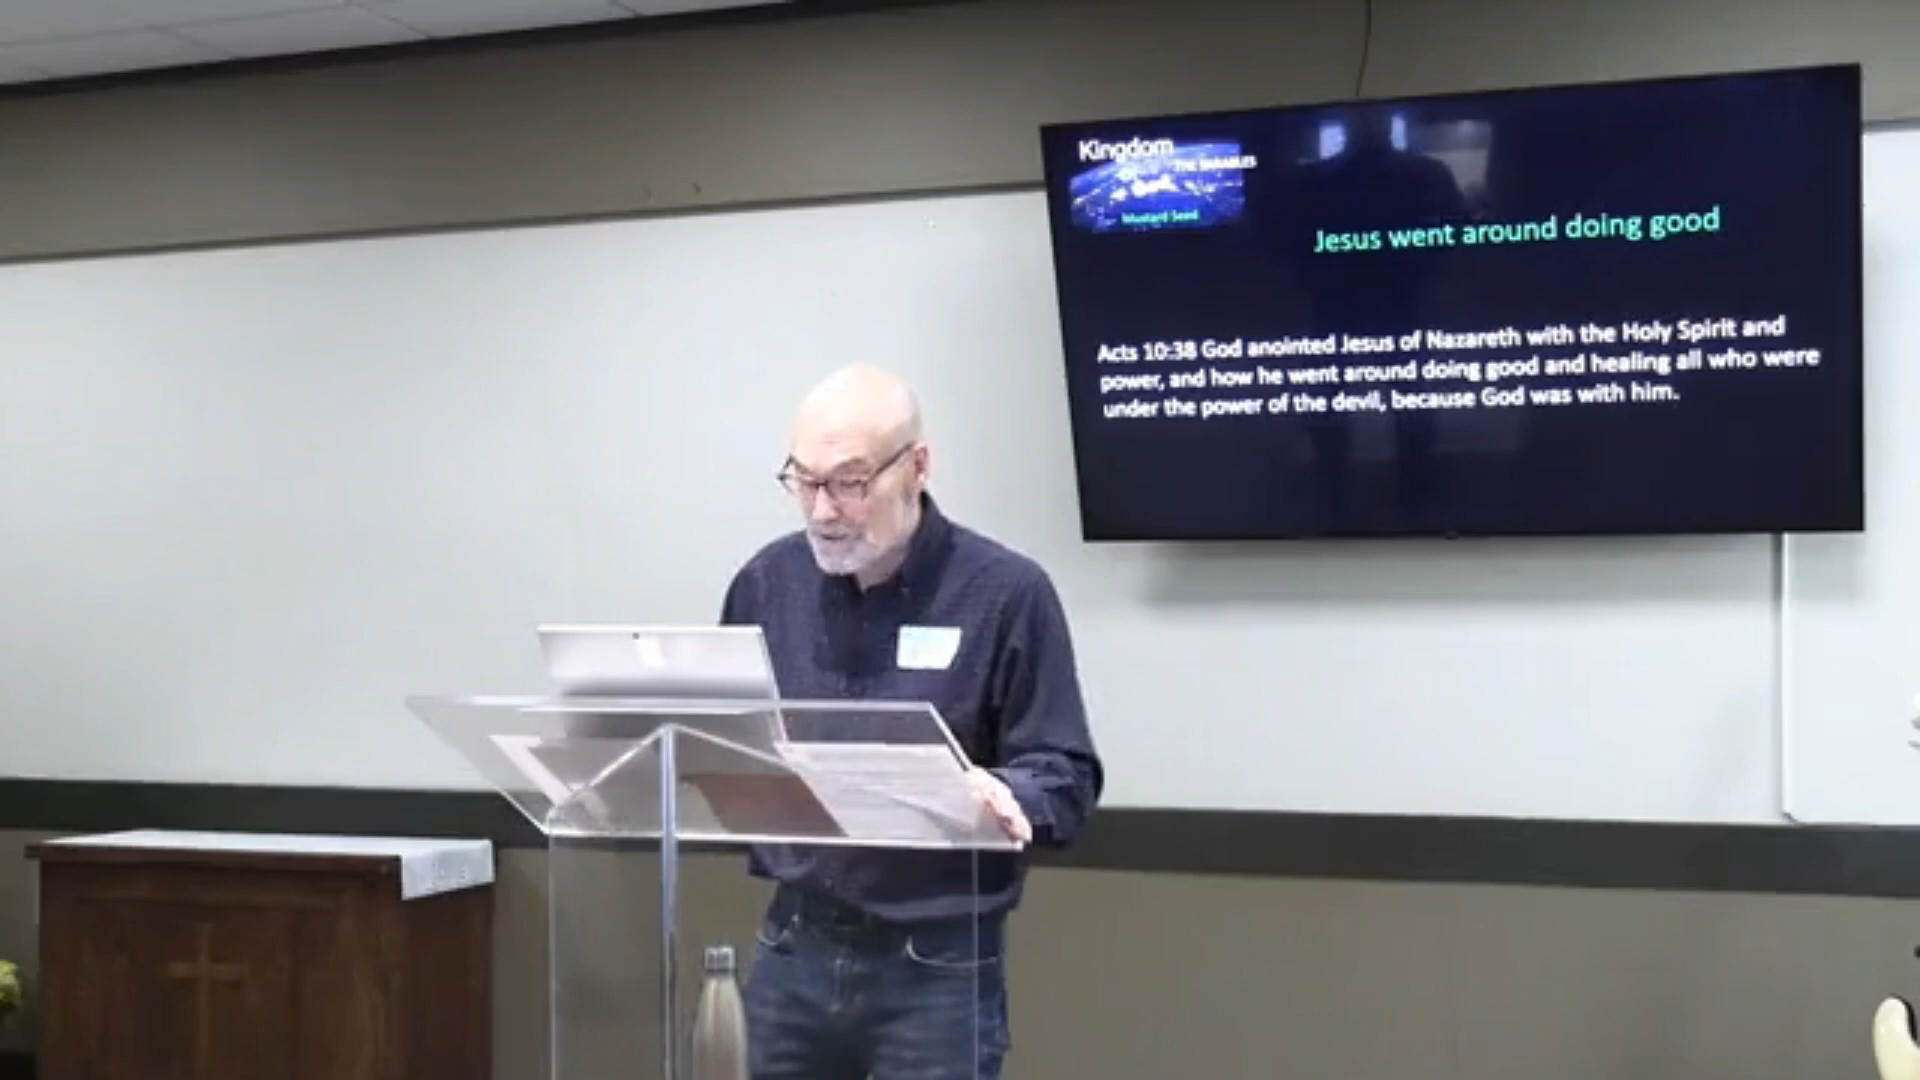 Kingdom
THE PARABLES
Mustard Seed
Jesus went around doing good
Acts 10:38 God anointed Jesus of Nazareth with the Holy Spirit and
power, and how he went around doing good and healing all who were
under the power of the devil, because God was with him.